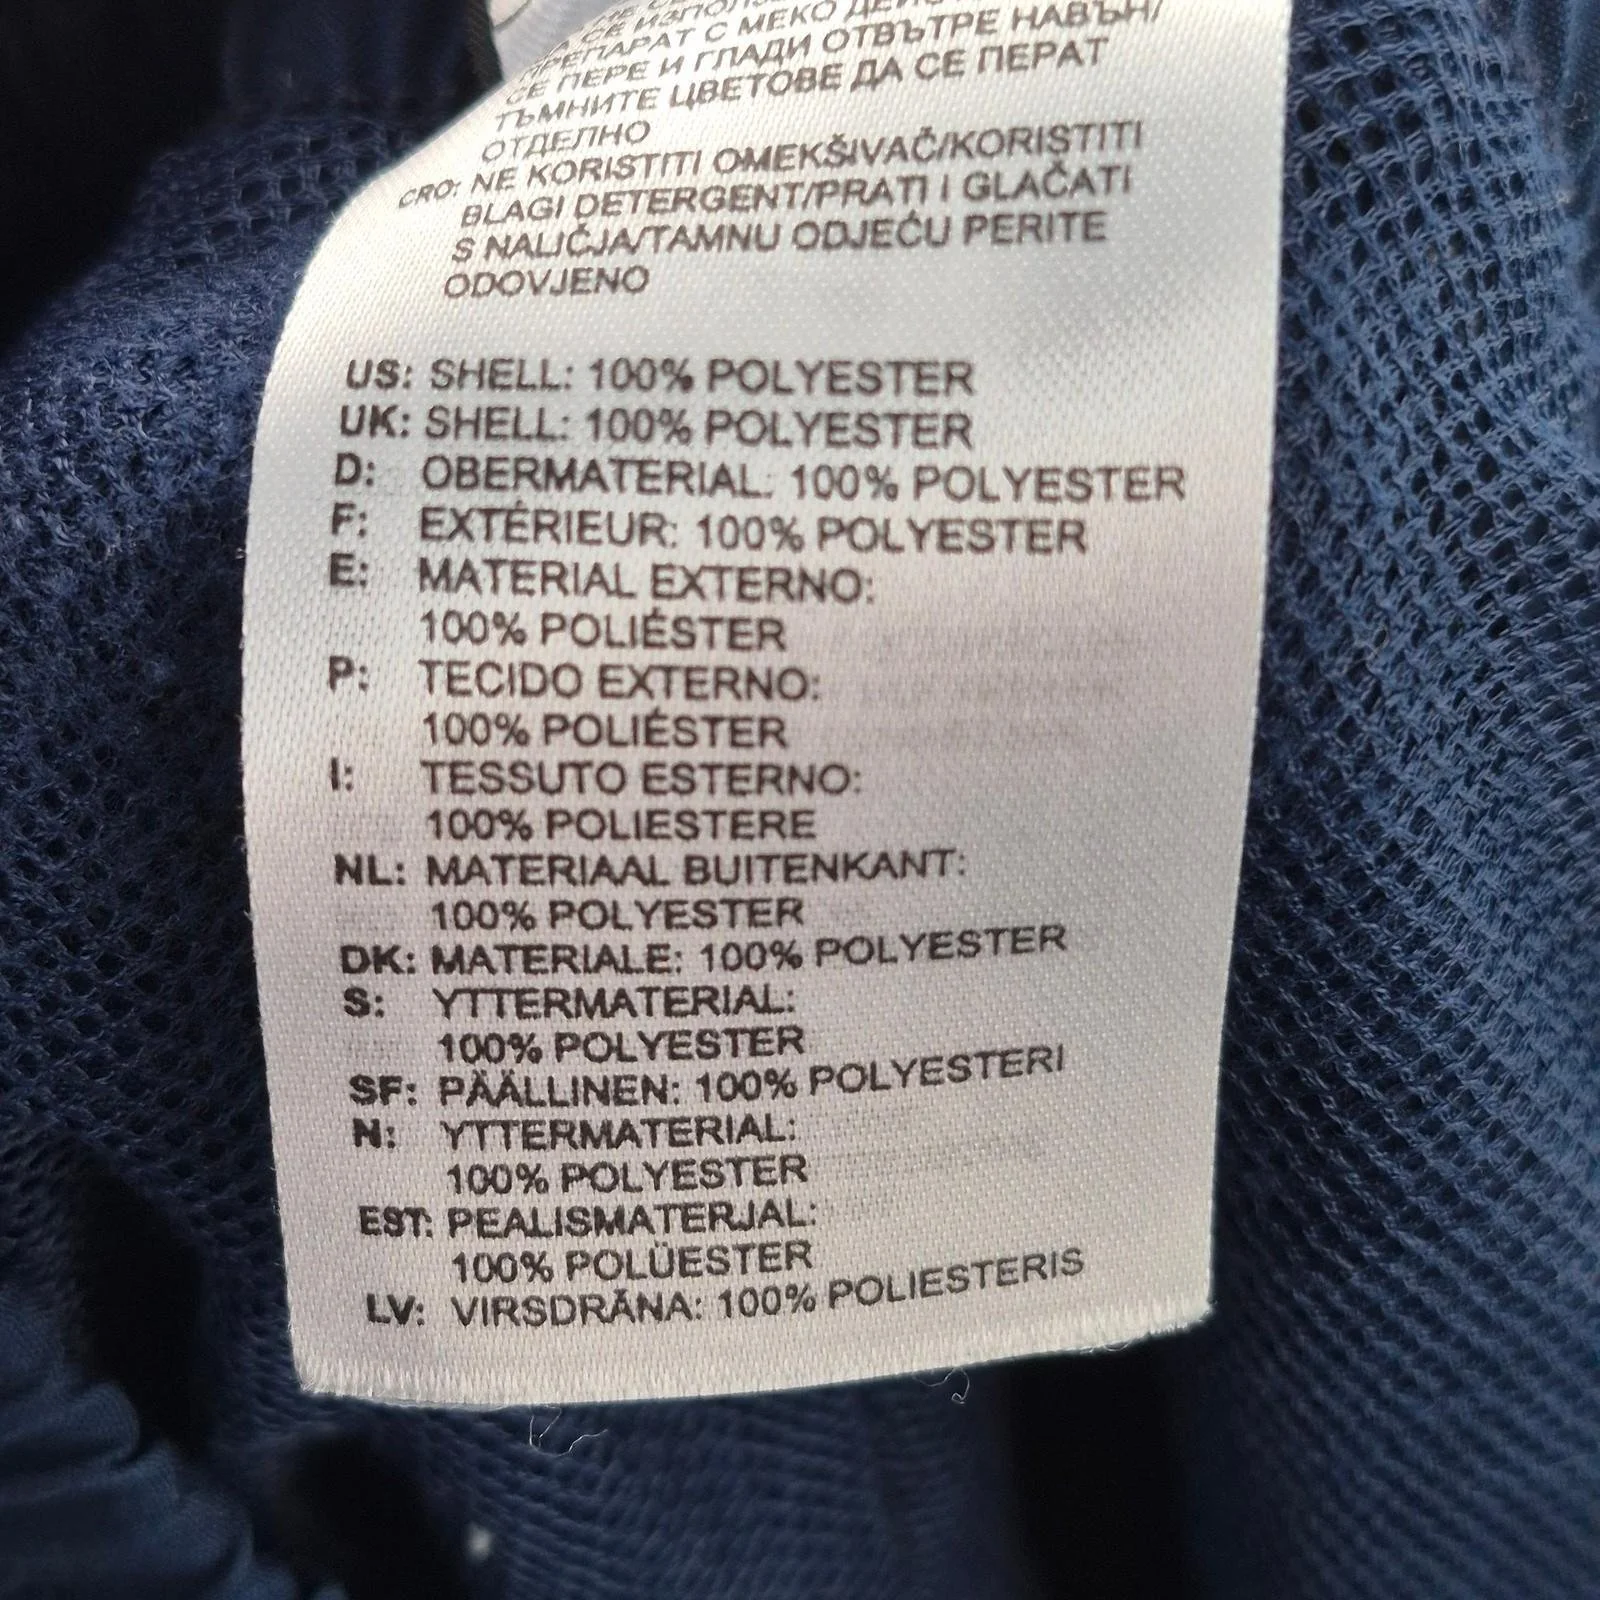 СЕ ИЗПОЛЗ
ПРЕПАРАТ С МЕКО
СЕ ПЕРЕ И ГЛАДИ ОТВЪТРЕ НАВЪН/
ТЪМНИТЕ ЦВЕТОВЕ ДА СЕ ПЕРАТ
ОТДЕЛНО
CRO: NE KORISTITI OMEKŠIVAČ/KORISTITI
BLAGI DETERGENT/PRATI I GLAČATI
S NALIČJA/TAMNU ODJEĆU PERITE
ODOVJENO
US: SHELL: 100% POLYESTER
UK: SHELL: 100% POLYESTER
D: OBERMATERIAL: 100% POLYESTER
F: EXTÉRIEUR: 100% POLYESTER
E: MATERIAL EXTERNO:
100% POLIÉSTER
P: TECIDO EXTERNO:
100% POLIÉSTER
I: TESSUTO ESTERNO:
100% POLIESTERE
NL: MATERIAAL BUITENKANT:
100% POLYESTER
DK: MATERIALE: 100% POLYESTER
S: YTTERMATERIAL:
100% POLYESTER
SF: PÄÄLLINEN: 100% POLYESTERI
N: YTTERMATERIAL:
100% POLYESTER
EST: PEALISMATERJAL:
100% POLÜESTER
LV: VIRSDRĀNA: 100% POLIESTERIS